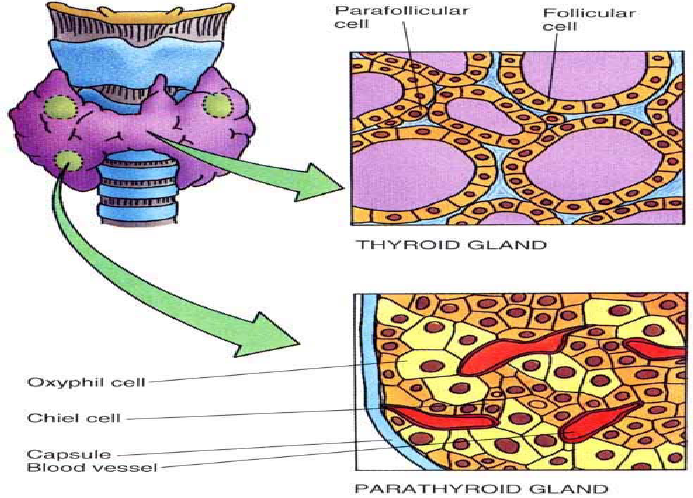 Parafollicular
cell
Follicular
cell
THYROID GLAND
Oxyphil cell
Chiel cell
Capsule
Blood vessel
PARATHYROID GLAND